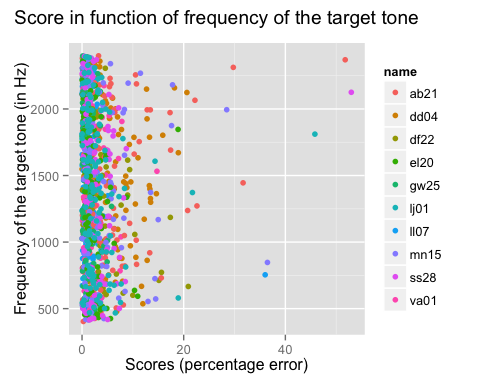 Score in function of frequency of the target tone
Frequency of the target tone (in Hz)
2000
1500
1000
500
0
20
40
Scores (percentage error)
name
ab21
dd04
df22
el20
gw25
lj01
ll07
mn15
ss28
va01